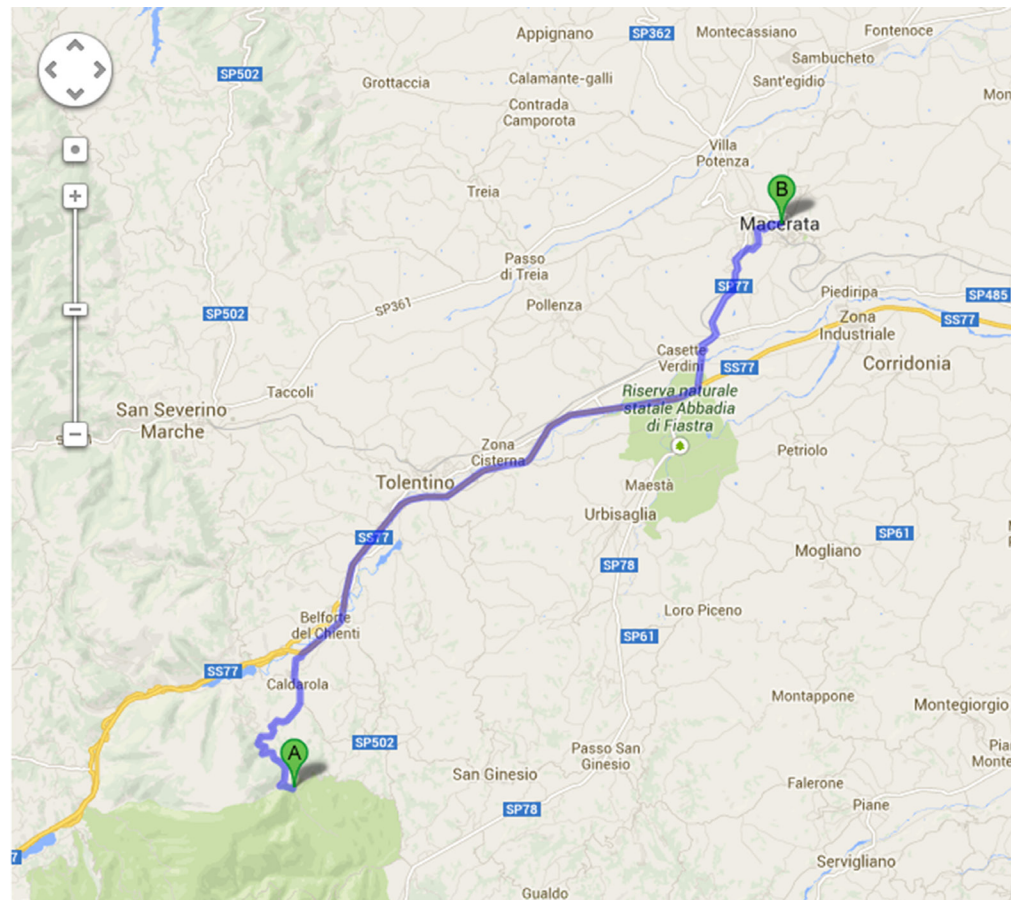 Appignano
SP362
Montecassiano
Fontenoce
Sambucheto
SP502
Grottaccia
Calamante-galli
Sant'egidio
Contrada
Camporota
Mon
Villa
Potenza
Treia
B
Macerata
Passo
di Treia
SP77
SP361
Pollenza
Piediripa
SP485
SP502
Zona
Industriale
SS77
Casette
Verdini
SS77
Corridonia
Taccoli
Riserva naturale
statale Abbadia
di Fiastra
San Severino
Marche
Zona
Cisterna
Petriolo
Tolentino
Maestà
Urbisaglia
SS77
SP61
Mogliano
SP78
Belforte
del Chienti
Loro Piceno
SP61
SS77
Caldarola
Montappone
Montegiorgio
SP502
A
Passo San
Ginesio
San Ginesio
Falerone
Piane
SP78
7
Servigliano
Gualdo